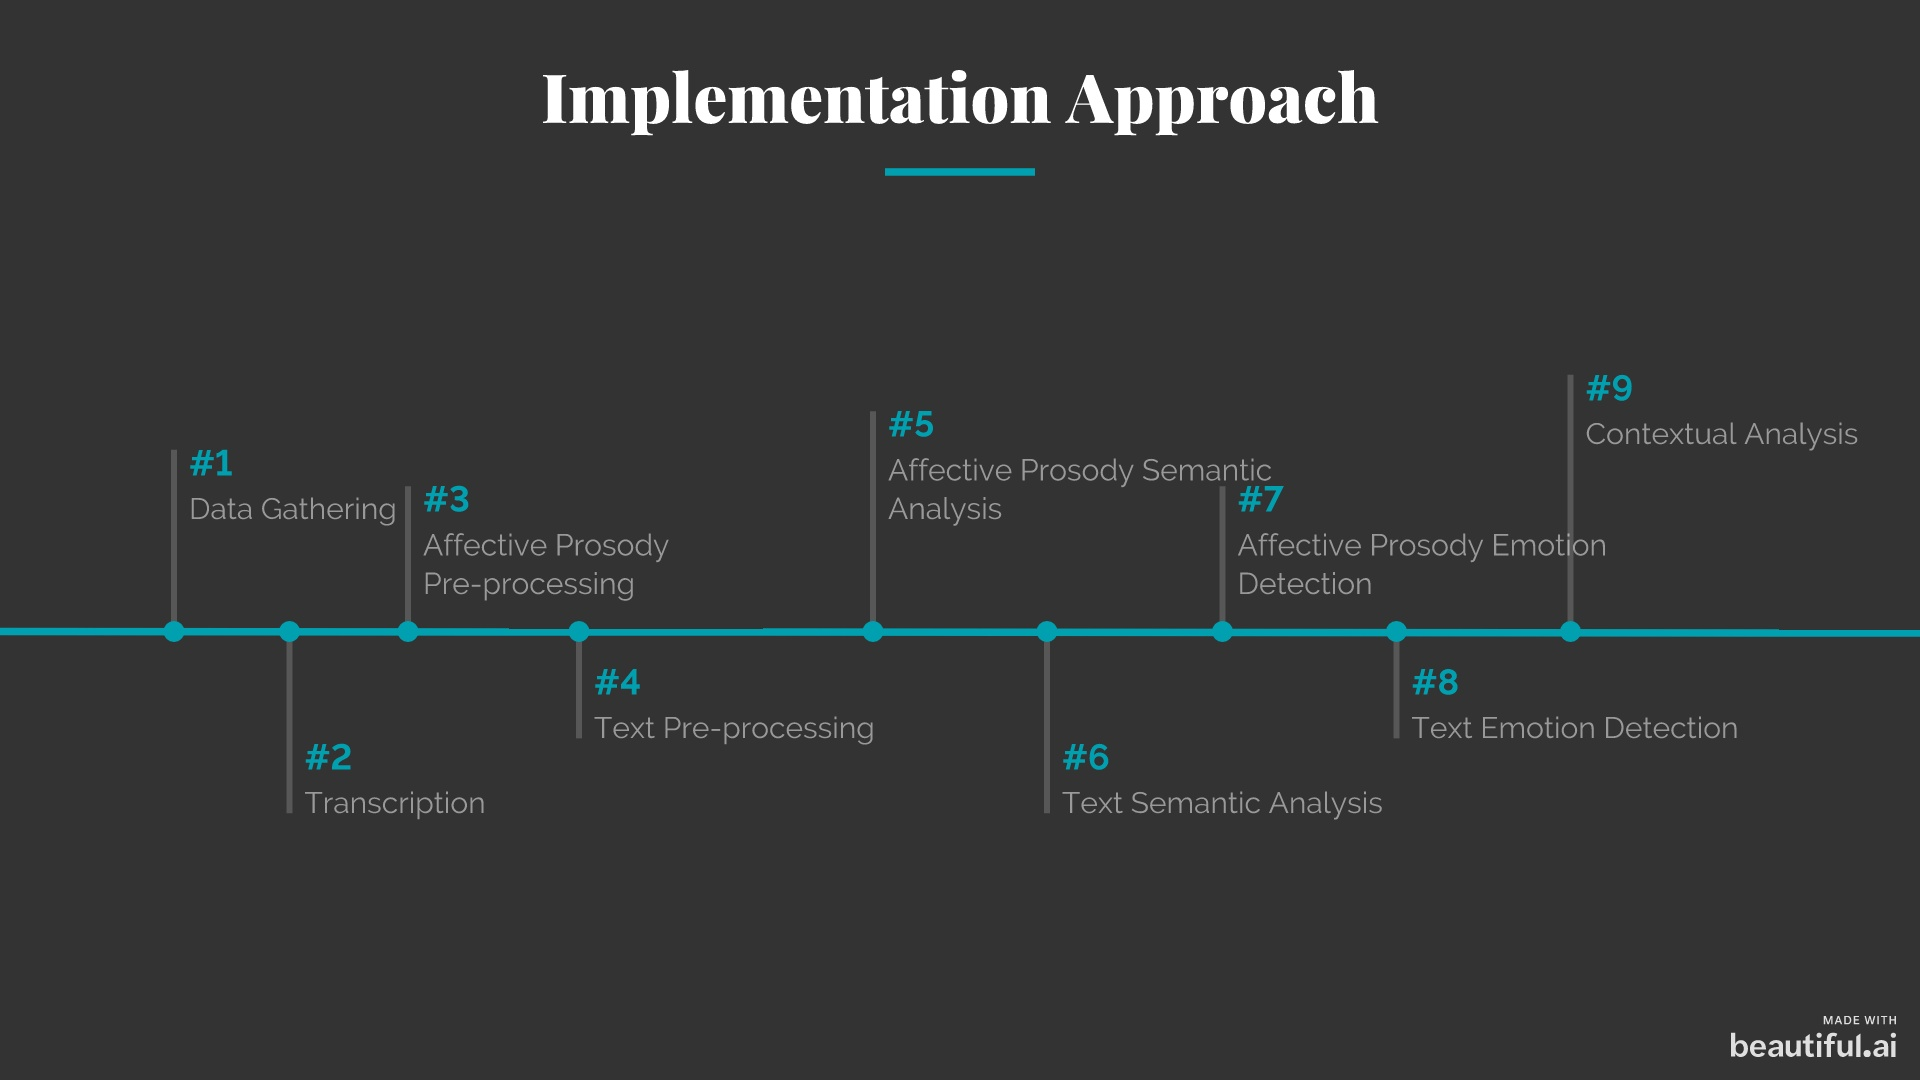 Implementation Approach
#1
Data Gathering
#2
Transcription
#3
Affective Prosody
Pre-processing
#4
Text Pre-processing
#5
Affective Prosody Semantic
Analysis
#6
Text Semantic Analysis
#7
Affective Prosody Emotion
Detection
#8
Text Emotion Detection
#9
Contextual Analysis
MADE WITH
beautiful.ai